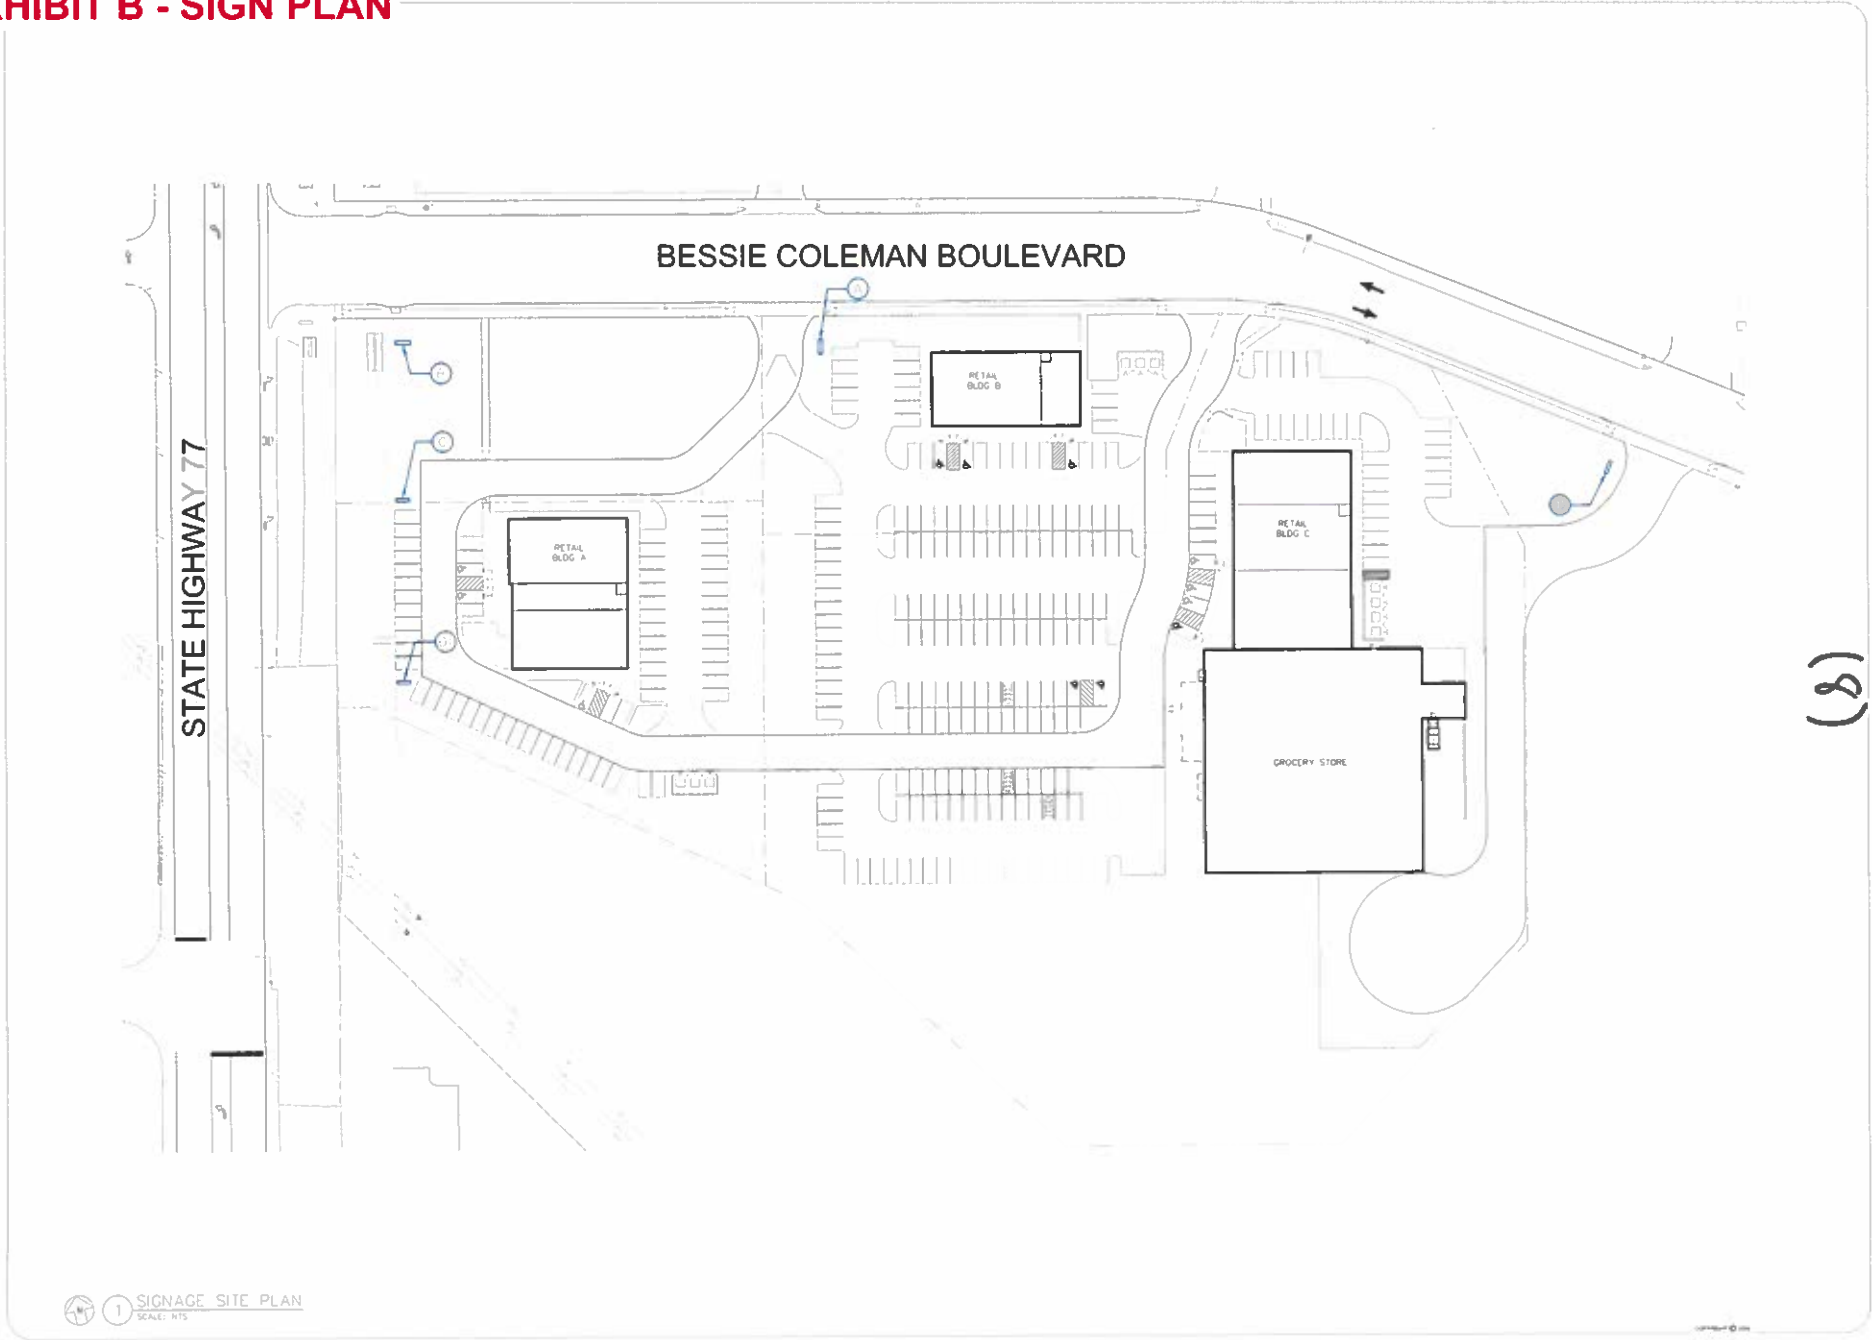 HIBIT B - SIGN PLAN
BESSIE COLEMAN BOULEVARD
A
C
RETAIL
BLDG B
RETAIL
BLDG C
RETAIL
BLDG A
STATE HIGHWAY 77
GROCERY STORE
(8)
N
1
SIGNAGE SITE PLAN
SCALE: NTS